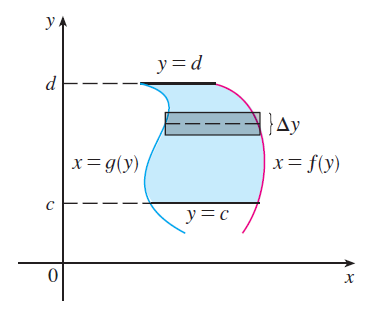 y
y = d
d
Δy
x = g(y)
x = f(y)
c
y = c
0
x